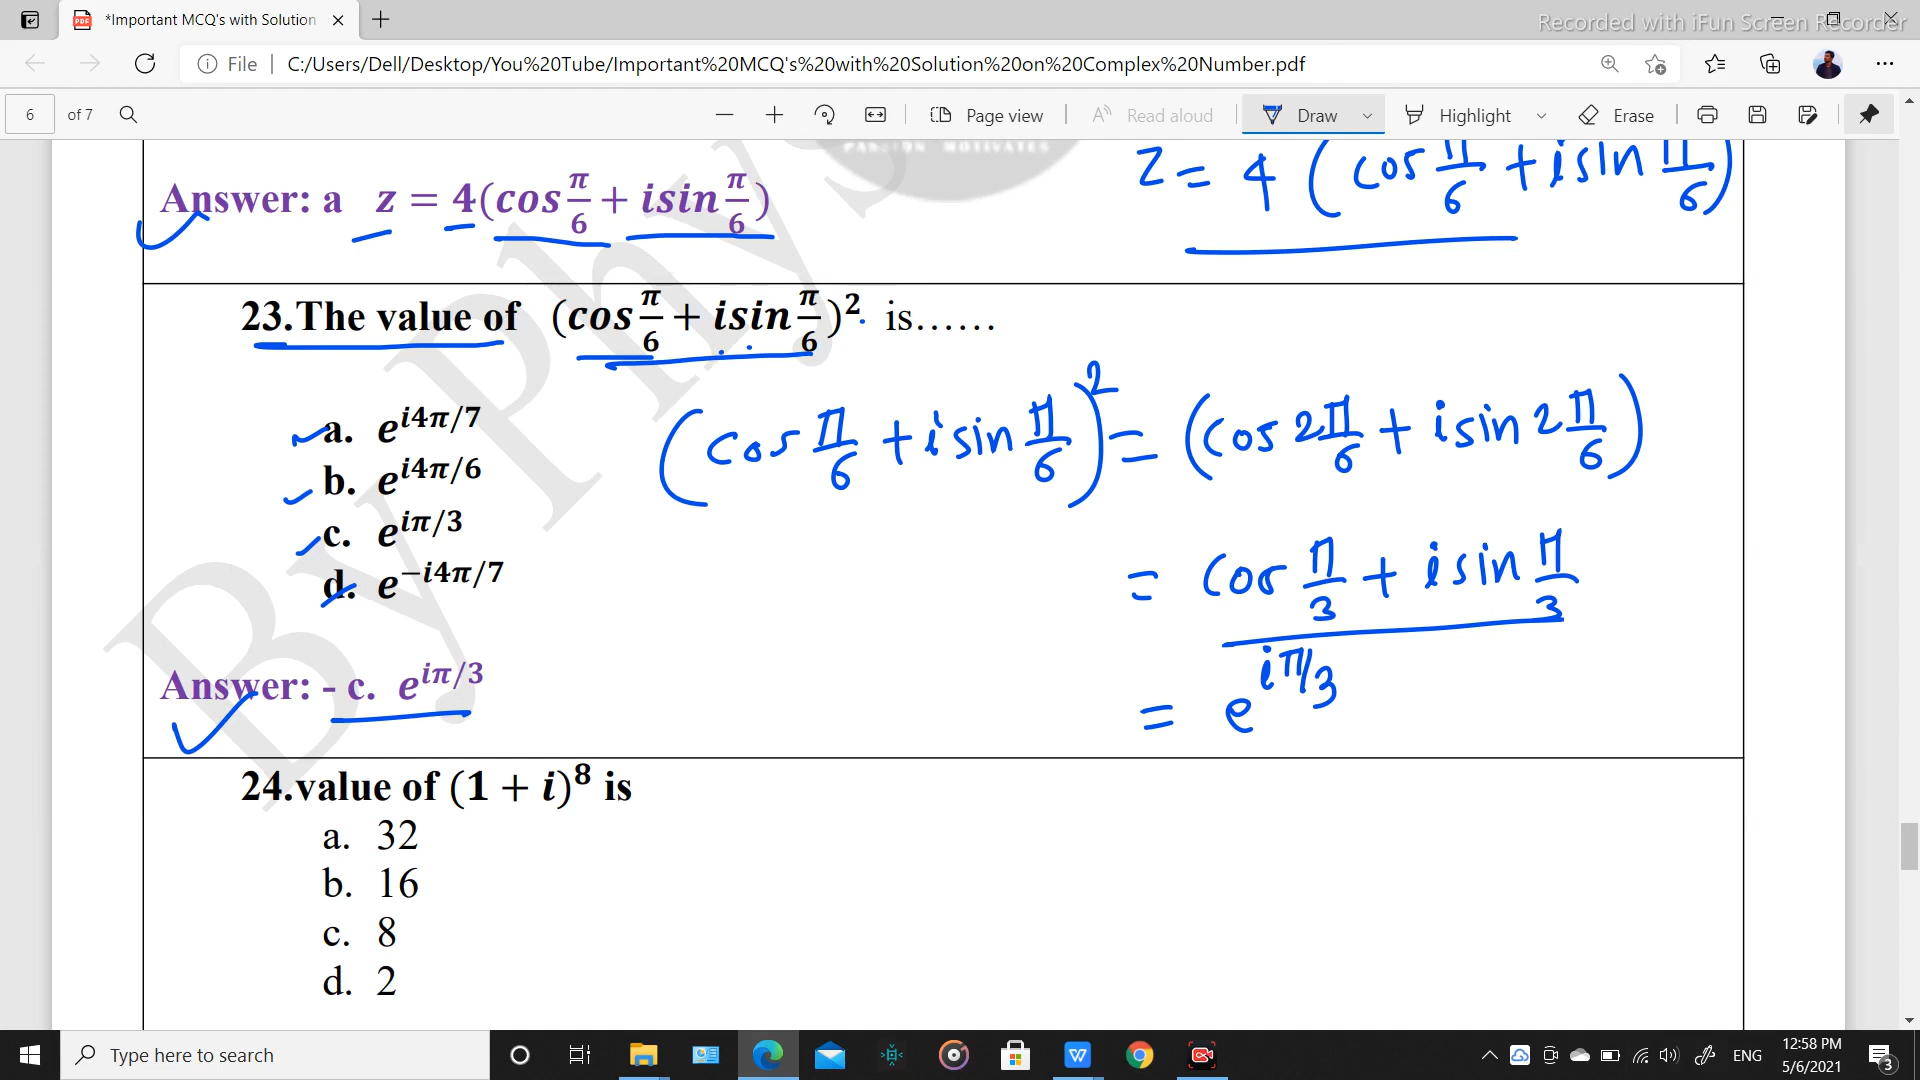 *Important MCQ's with Solution
Recorded with iFun Screen Recorder
File | C:/Users/Dell/Desktop/You%20Tube/Important%20MCQ's%20with%20Solution%20on%20Complex%20Number.pdf
6 of 7 Page view Read aloud Draw Highlight Erase
PASSION MOTIVATES
Answer: a z = 4(cos π/6 + isin π/6)
z = 4 (cos π/6 + isin π/6)
23.The value of (cos π/6 + isin π/6)² is......
a. e^{i4π/7}
b. e^{i4π/6}
c. e^{iπ/3}
d. e^{−i4π/7}
(cos π/6 + isin π/6)² = (cos 2π/6 + isin 2π/6)
= cos π/3 + isin π/3
= e^{iπ/3}
Answer: - c. e^{iπ/3}
By Phys
24.value of (1 + i)⁸ is
a. 32
b. 16
c. 8
d. 2
Type here to search
ENG
12:58 PM
5/6/2021
3